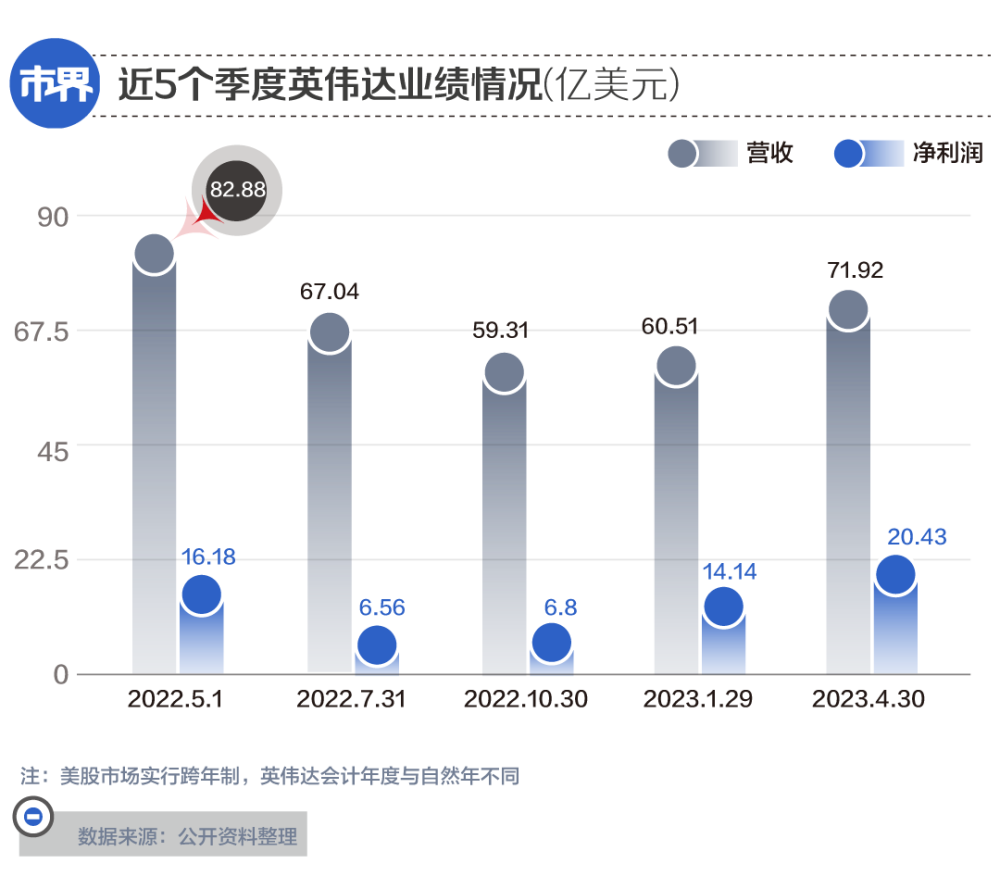 市界
近5个季度英伟达业绩情况(亿美元)
营收 净利润
82.88
90
71.92
67.04
67.5
59.31
60.51
45
22.5
16.18
20.43
14.14
6.56
6.8
0
2022.5.1 2022.7.31 2022.10.30 2023.1.29 2023.4.30
注：美股市场实行跨年制，英伟达会计年度与自然年不同
数据来源：公开资料整理